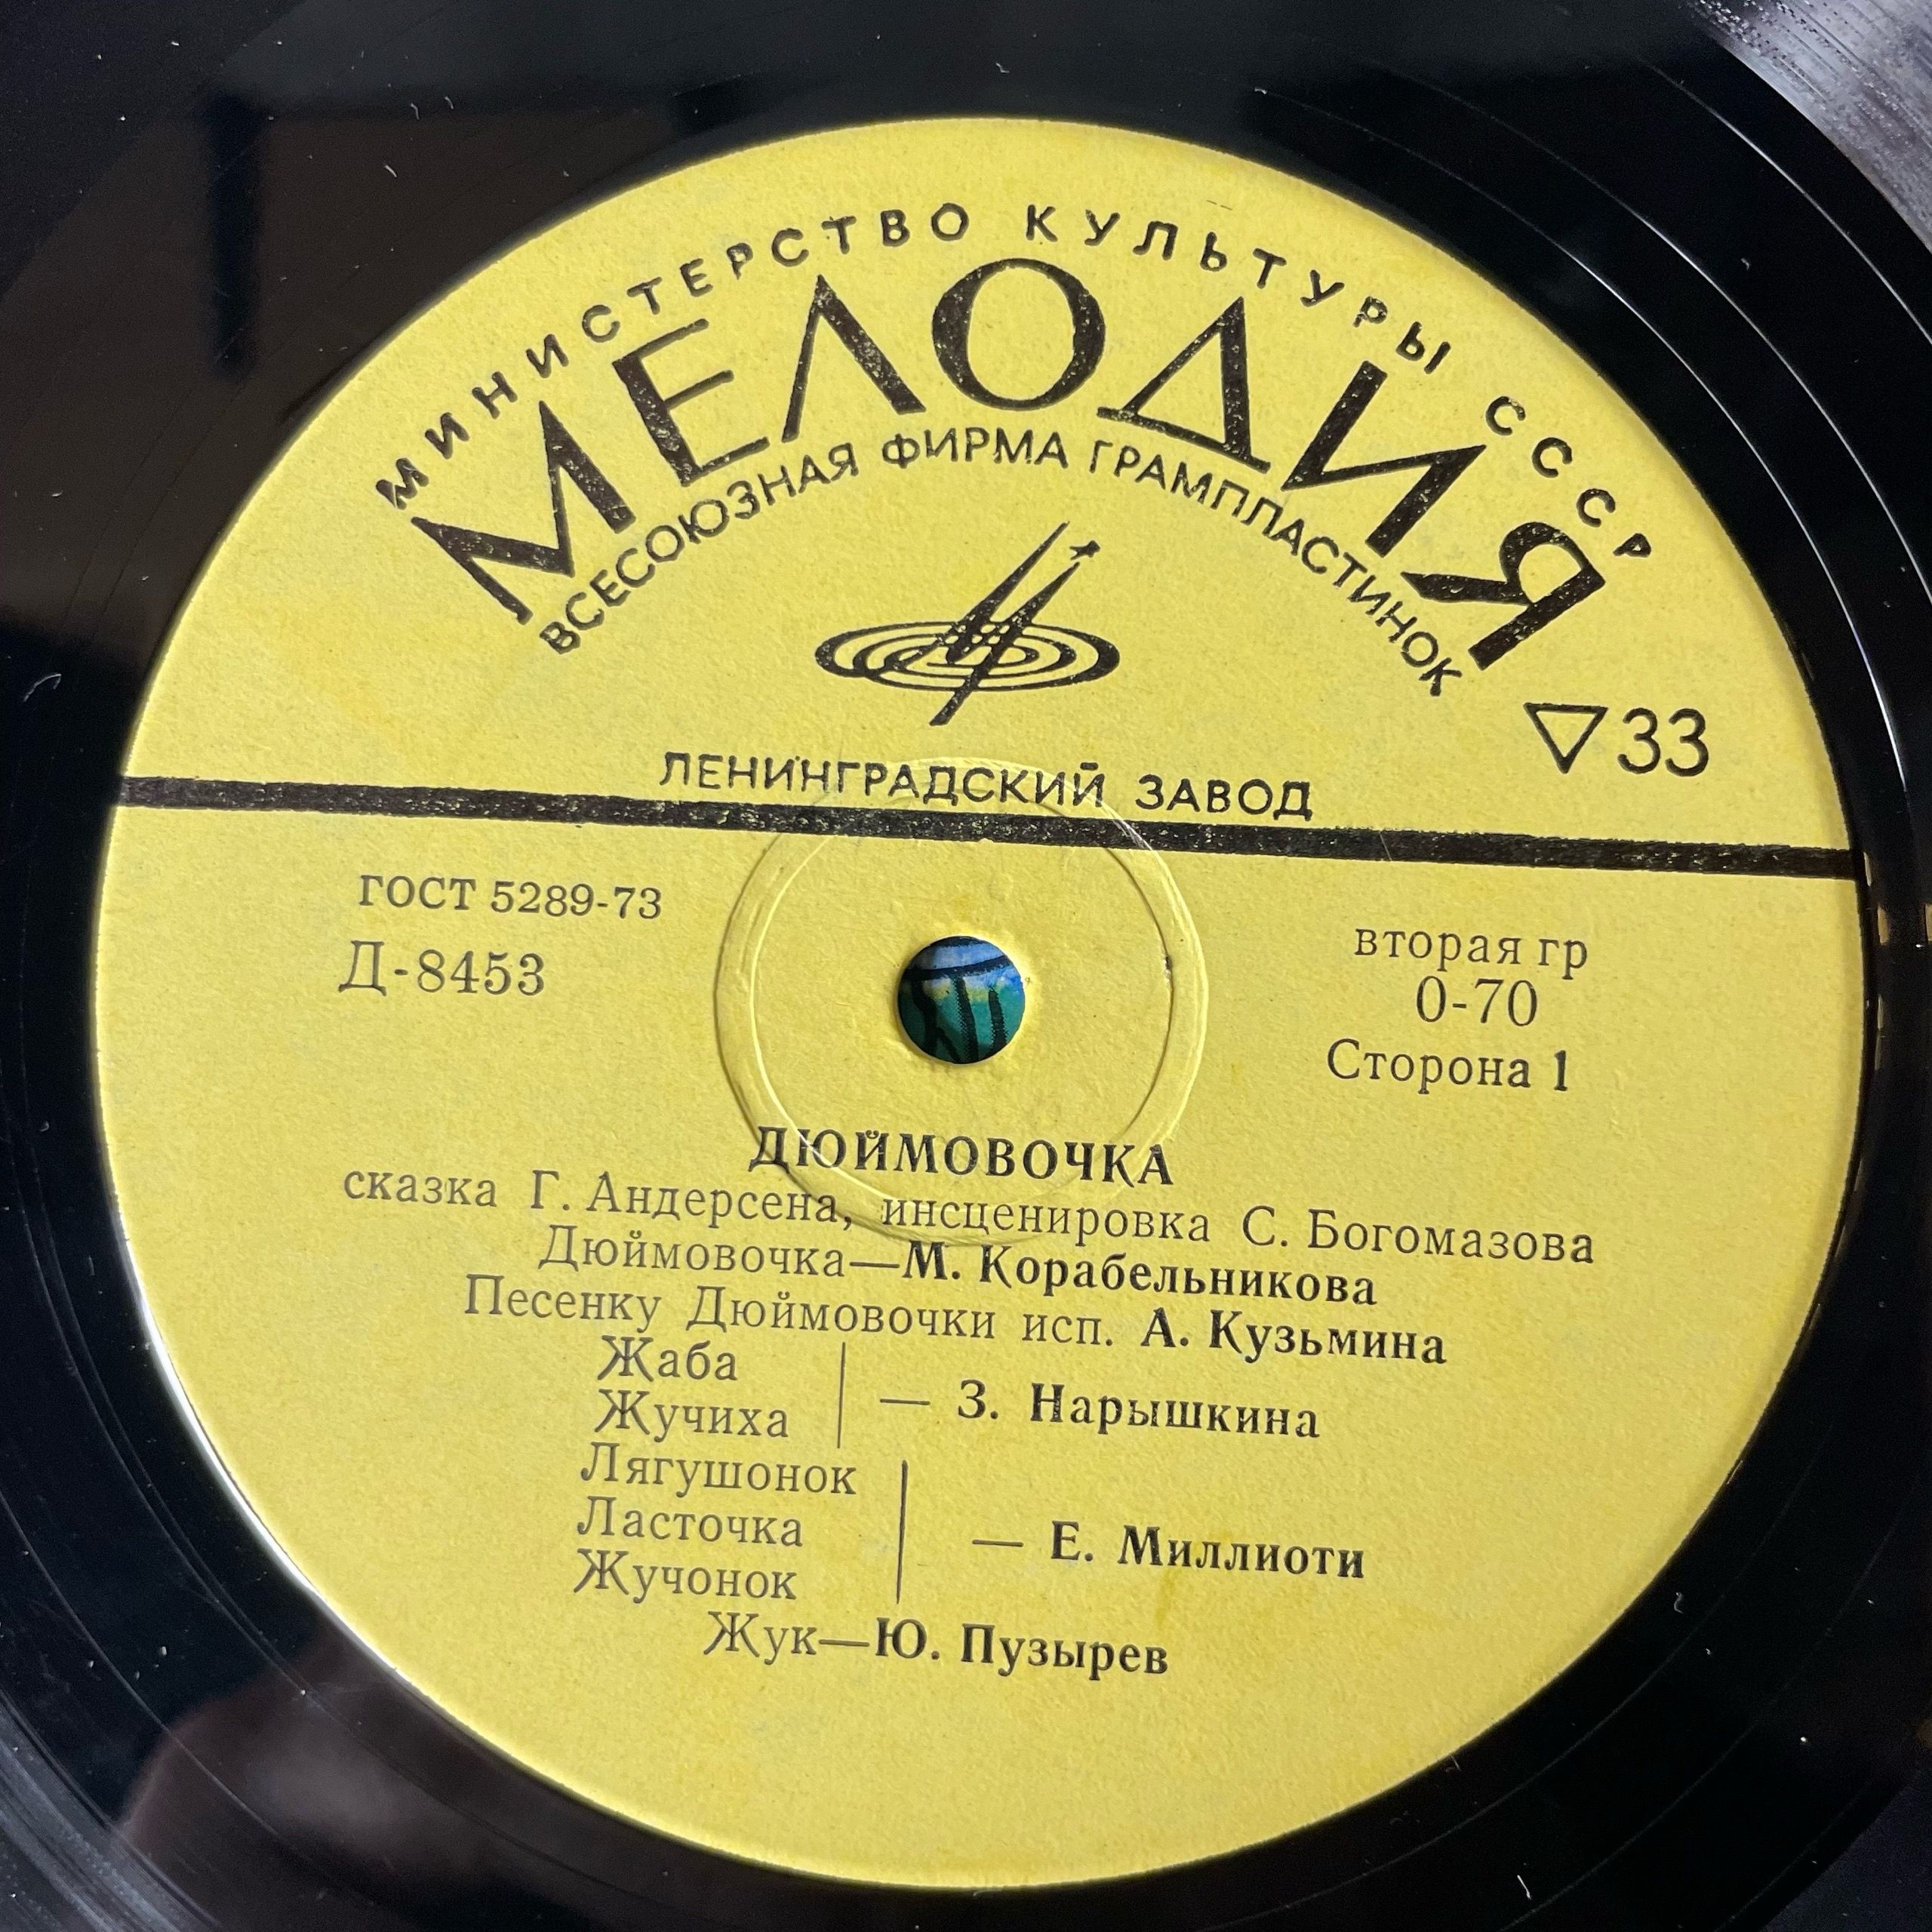 МИНИСТЕРСТВО КУЛЬТУРЫ СССР
МЕЛОДИЯ
ВСЕСОЮЗНАЯ ФИРМА ГРАМПЛАСТИНОК
▽33
ЛЕНИНГРАДСКИЙ ЗАВОД
ГОСТ 5289-73
Д-8453
вторая гр
0-70
Сторона 1
ДЮЙМОВОЧКА
сказка Г. Андерсена, инсценировка С. Богомазова
Дюймовочка—М. Корабельникова
Песенку Дюймовочки исп. А. Кузьмина
Жаба
Жучиха
— З. Нарышкина
Лягушонок
Ласточка
Жучонок
— Е. Миллиоти
Жук—Ю. Пузырев